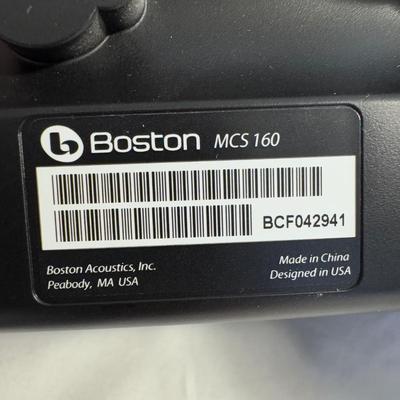 b Boston MCS 160
BCF042941
Boston Acoustics, Inc.
Peabody, MA USA
Made in China
Designed in USA